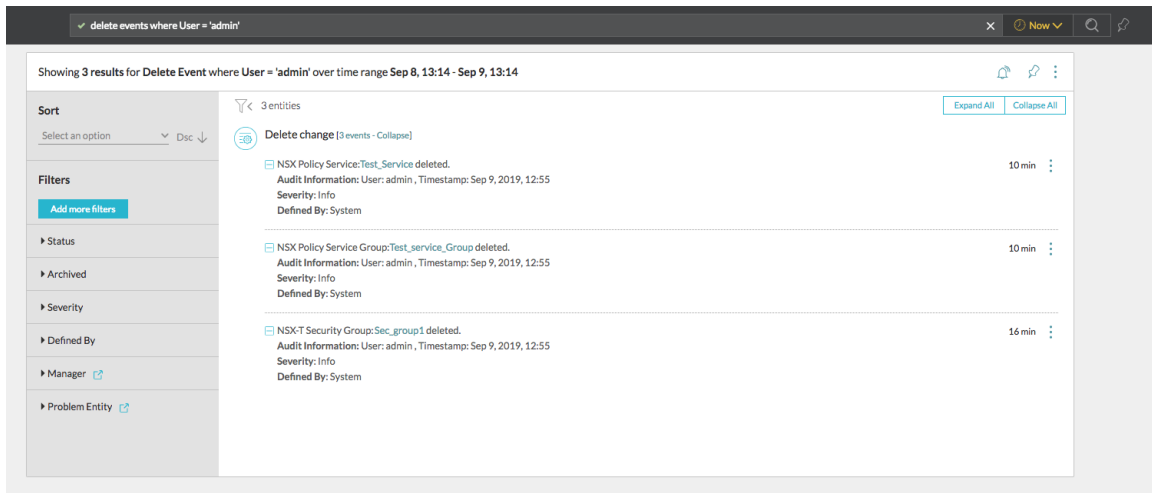 delete events where User = 'admin'
Now
Showing 3 results for Delete Event where User = 'admin' over time range Sep 8, 13:14 - Sep 9, 13:14
Sort
Select an option
Dsc
Filters
Add more filters
Status
Archived
Severity
Defined By
Manager
Problem Entity
3 entities
Expand All
Collapse All
Delete change [3 events - Collapse]
NSX Policy Service:Test_Service deleted.
10 min
Audit Information: User: admin , Timestamp: Sep 9, 2019, 12:55
Severity: Info
Defined By: System
NSX Policy Service Group:Test_service_Group deleted.
10 min
Audit Information: User: admin , Timestamp: Sep 9, 2019, 12:55
Severity: Info
Defined By: System
NSX-T Security Group:Sec_group1 deleted.
16 min
Audit Information: User: admin , Timestamp: Sep 9, 2019, 12:55
Severity: Info
Defined By: System